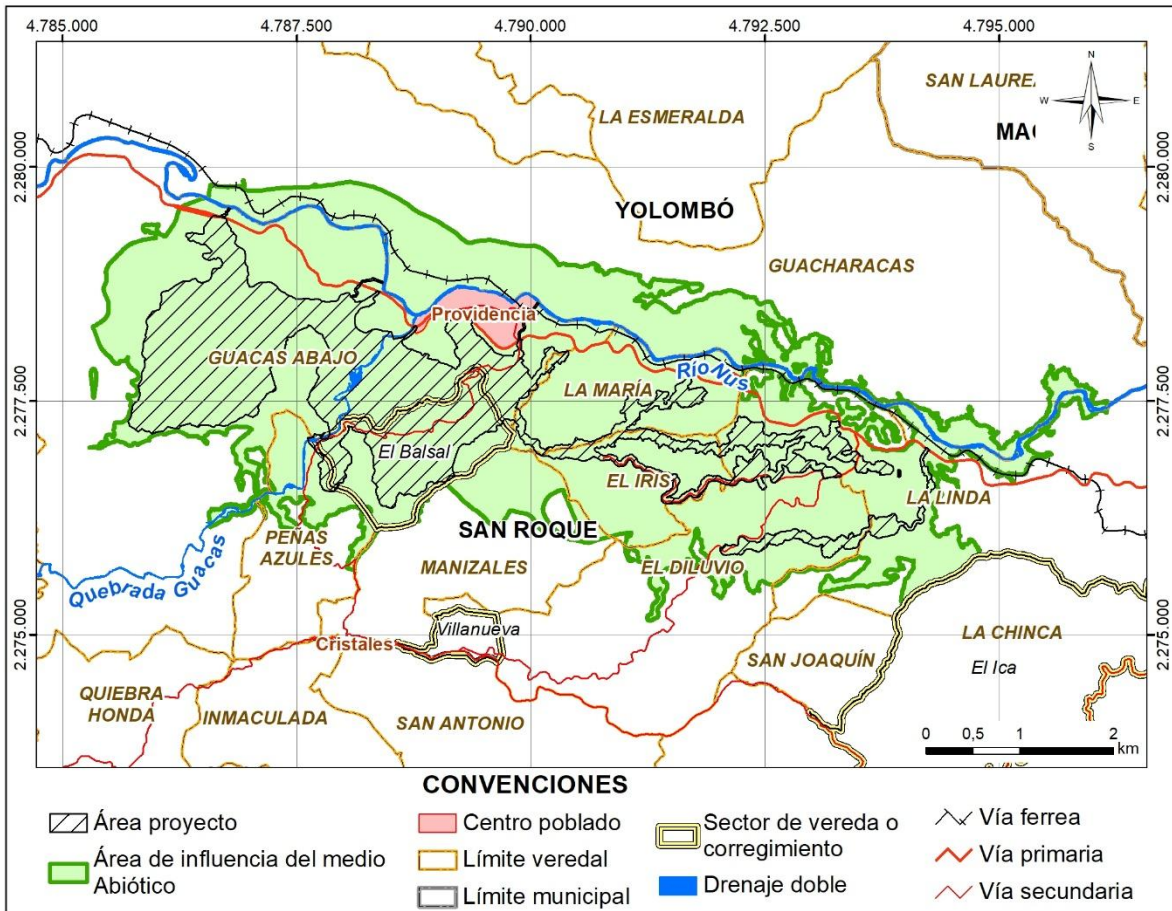 4.785.000
4.787.500
4.790.000
4.792.500
4.795.000
N
W
E
S
SAN LAURE
LA ESMERALDA
MA
2.280.000
2.280.000
YOLOMBÓ
GUACHARACAS
Providencia
GUACAS ABAJO
Río Nus
LA MARÍA
2.277.500
2.277.500
El Balsal
EL IRIS
LA LINDA
SAN ROQUE
PEÑAS
AZULES
MANIZALES
EL DILUVIO
Quebrada Guacas
2.275.000
2.275.000
Villanueva
Cristales
LA CHINCA
SAN JOAQUÍN
El Ica
QUIEBRA
HONDA
INMACULADA
SAN ANTONIO
0 0,5 1 2
km
CONVENCIONES
Área proyecto
Área de influencia del medio
Abiótico
Centro poblado
Límite veredal
Límite municipal
Sector de vereda o
corregimiento
Drenaje doble
Vía ferrea
Vía primaria
Vía secundaria